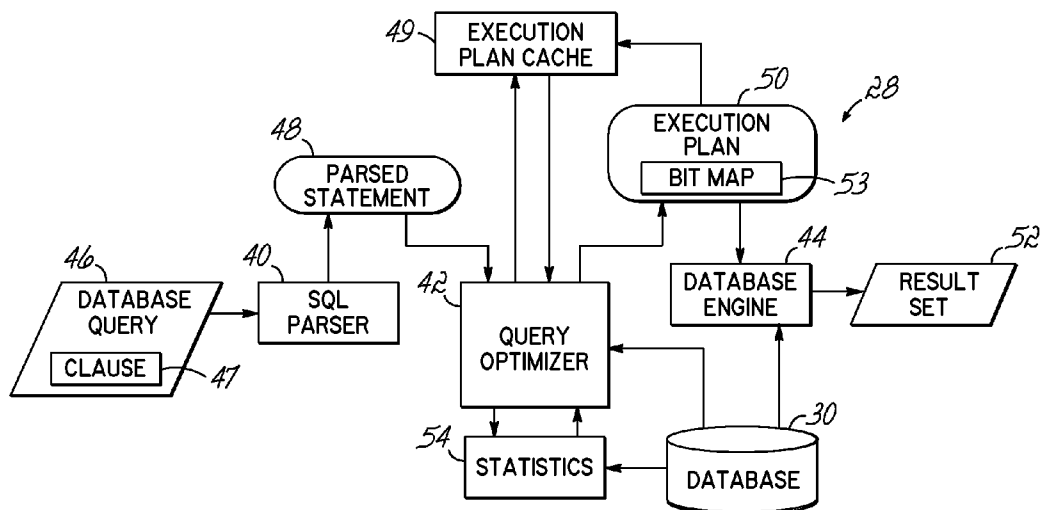 49
EXECUTION
PLAN CACHE
50
28
EXECUTION
PLAN
BIT MAP
53
48
PARSED
STATEMENT
46
DATABASE
QUERY
CLAUSE
47
40
SQL
PARSER
42
QUERY
OPTIMIZER
44
DATABASE
ENGINE
52
RESULT
SET
54
STATISTICS
30
DATABASE